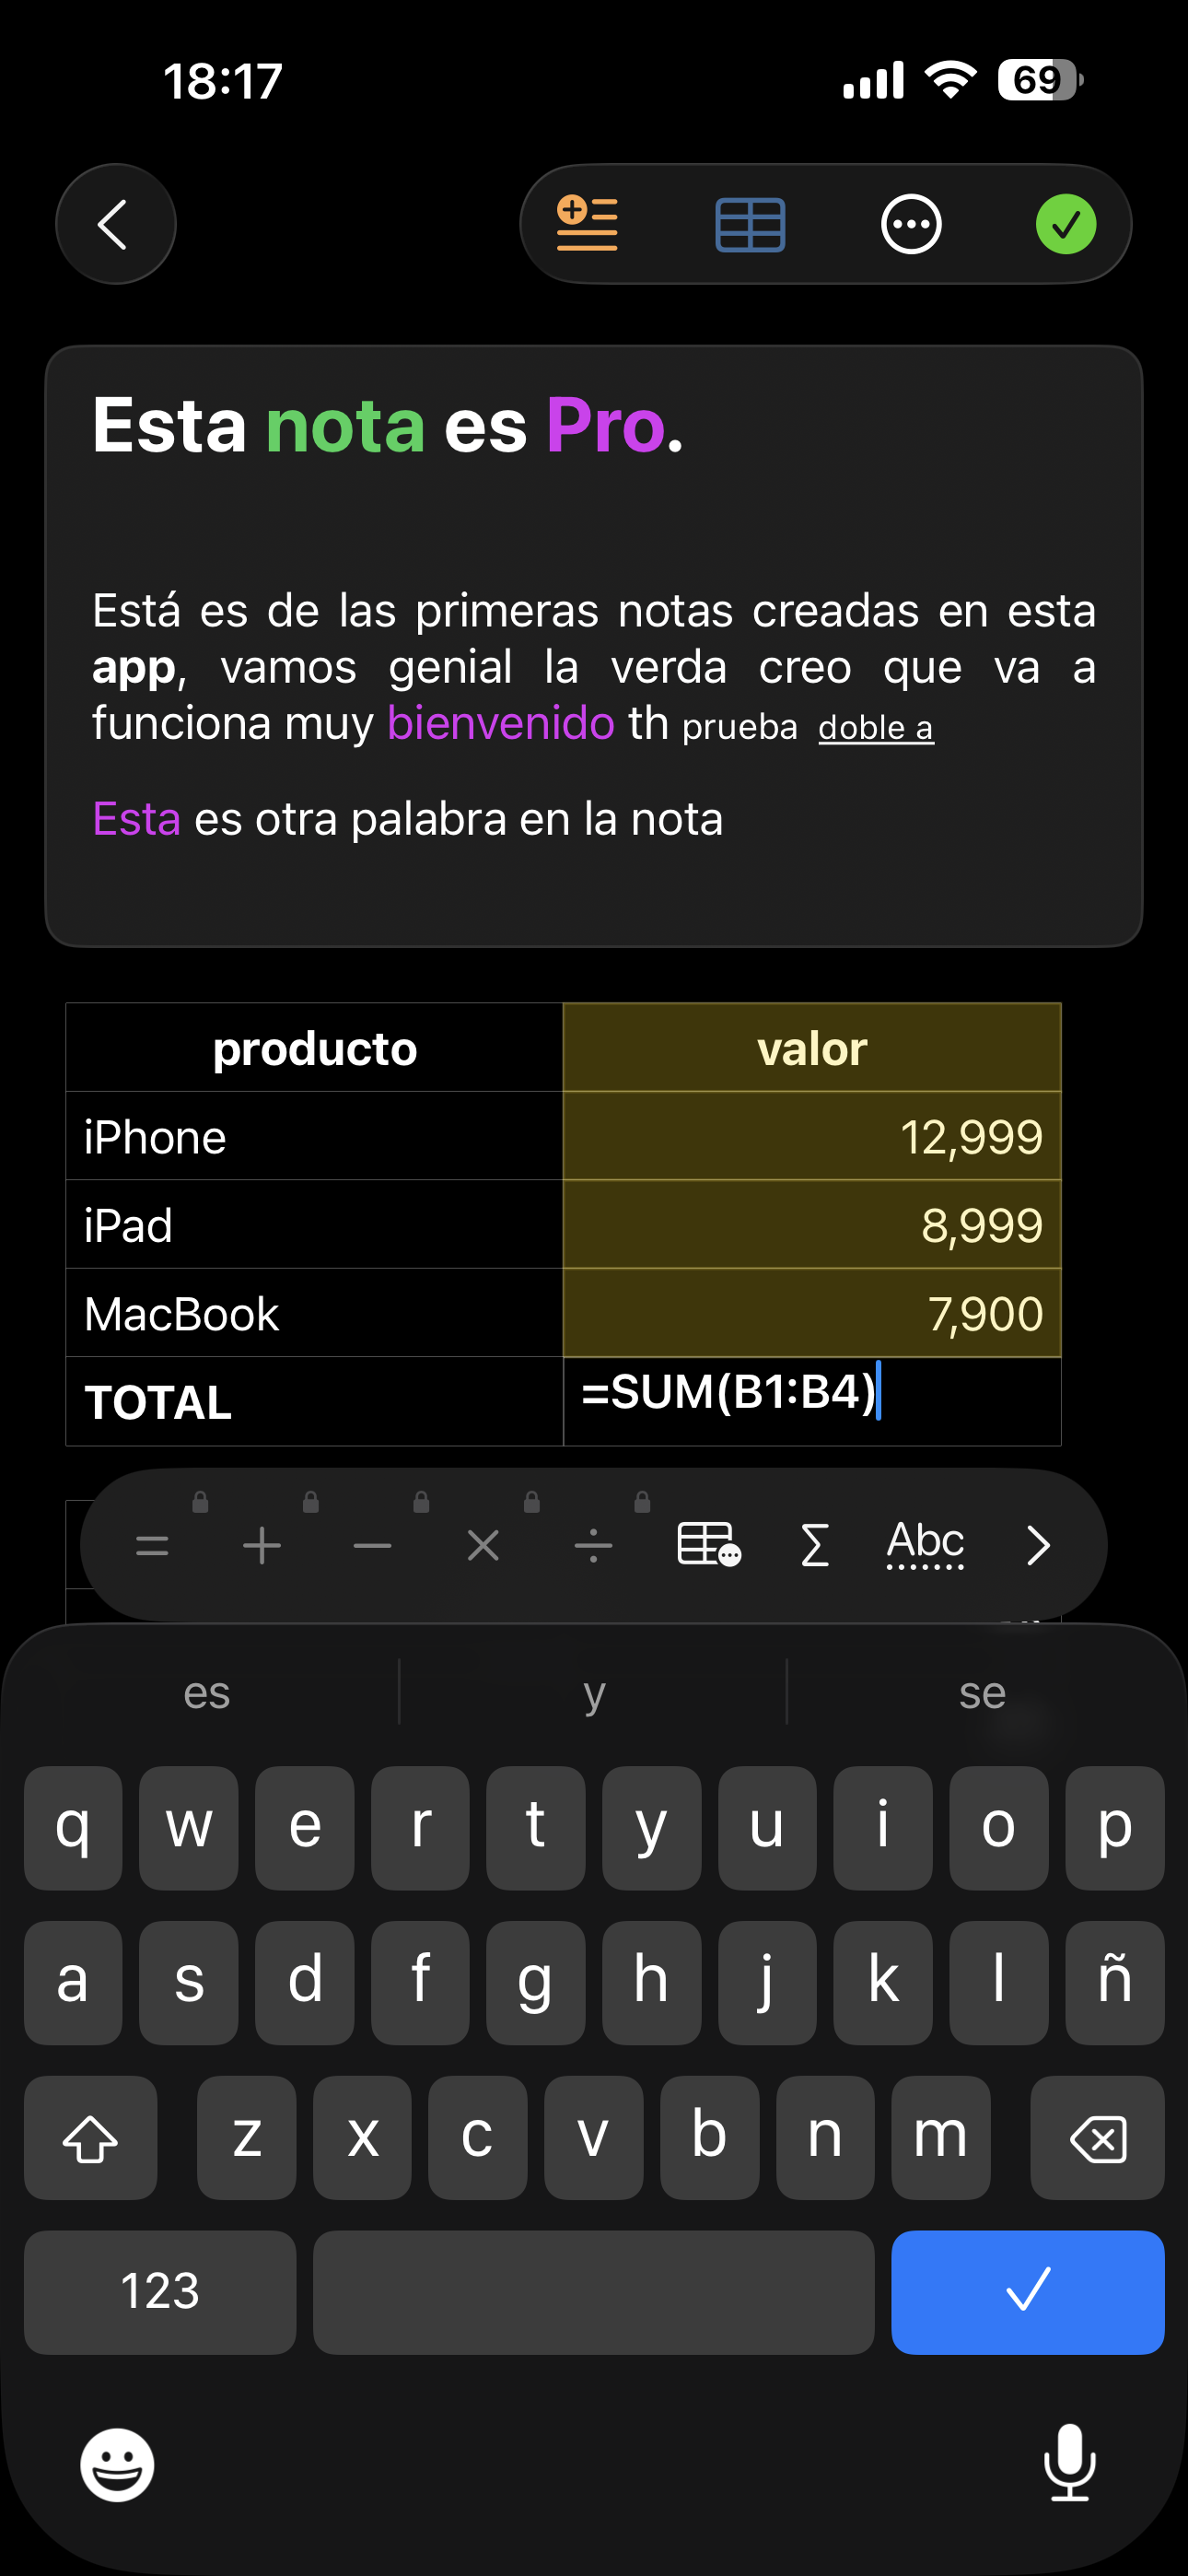 18:17
69
Esta nota es Pro.
Está es de las primeras notas creadas en esta
app, vamos genial la verda creo que va a
funciona muy bienvenido th prueba doble a
Esta es otra palabra en la nota
producto valor
iPhone 12,999
iPad 8,999
MacBook 7,900
TOTAL =SUM(B1:B4)
= + − × ÷ Σ Abc
es y se
q w e r t y u i o p
a s d f g h j k l ñ
z x c v b n m
123